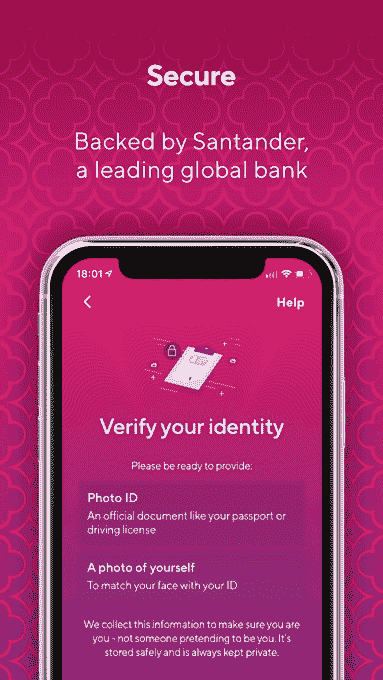 Secure
Backed by Santander,
a leading global bank
18:01
Help
Verify your identity
Please be ready to provide:
Photo ID
An official document like your passport or
driving license
A photo of yourself
To match your face with your ID
We collect this information to make sure you are
you - not someone pretending to be you. It's
stored safely and is always kept private.